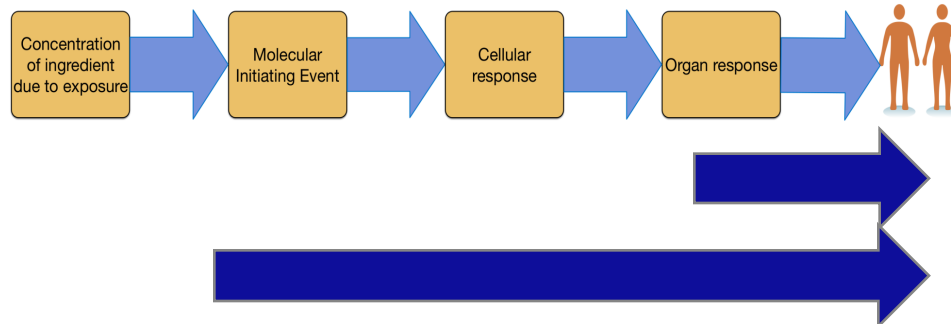 Concentration
of ingredient
due to exposure
Molecular
Initiating Event
Cellular
response
Organ response